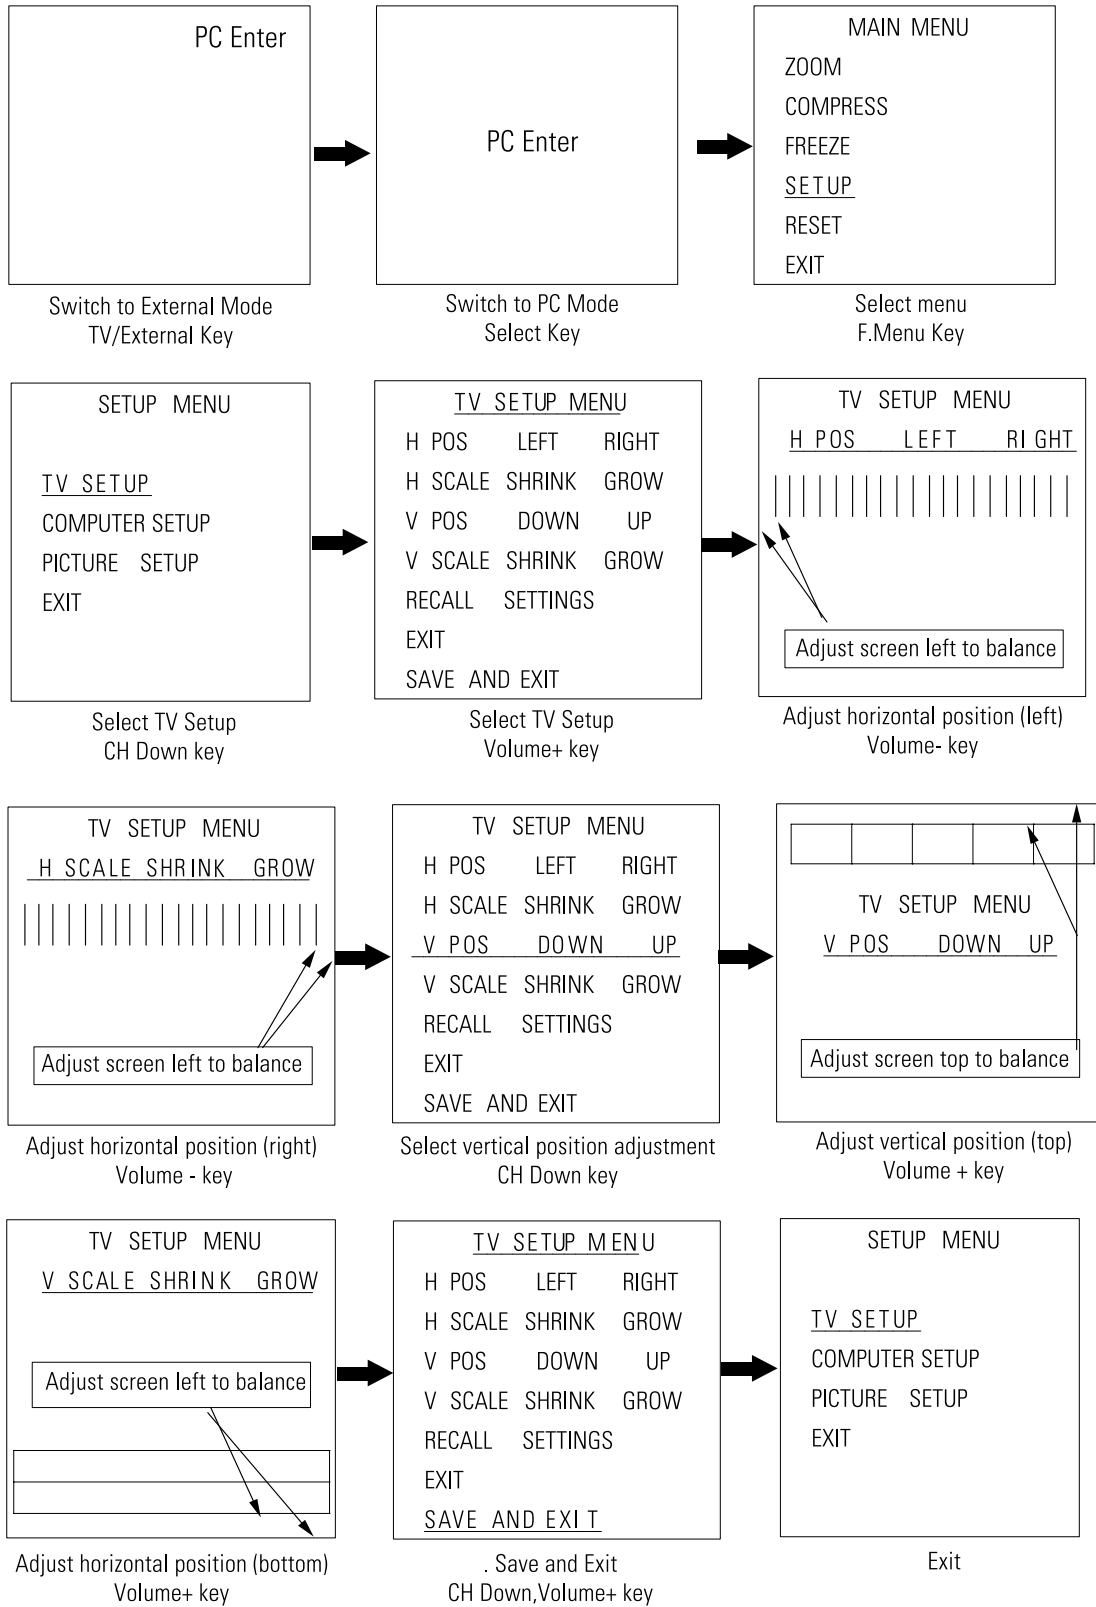 PC Enter
Switch to External Mode
TV/External Key
PC Enter
Switch to PC Mode
Select Key
MAIN MENU
ZOOM
COMPRESS
FREEZE
SETUP
RESET
EXIT
Select menu
F.Menu Key
SETUP MENU
TV SETUP
COMPUTER SETUP
PICTURE SETUP
EXIT
Select TV Setup
CH Down key
TV SETUP MENU
H POS LEFT RIGHT
H SCALE SHRINK GROW
V POS DOWN UP
V SCALE SHRINK GROW
RECALL SETTINGS
EXIT
SAVE AND EXIT
Select TV Setup
Volume+ key
TV SETUP MENU
H POS LEFT RIGHT
Adjust screen left to balance
Adjust horizontal position (left)
Volume- key
TV SETUP MENU
H SCALE SHRINK GROW
Adjust screen left to balance
Adjust horizontal position (right)
Volume - key
TV SETUP MENU
H POS LEFT RIGHT
H SCALE SHRINK GROW
V POS DOWN UP
V SCALE SHRINK GROW
RECALL SETTINGS
EXIT
SAVE AND EXIT
Select vertical position adjustment
CH Down key
TV SETUP MENU
V POS DOWN UP
Adjust screen top to balance
Adjust vertical position (top)
Volume + key
TV SETUP MENU
V SCALE SHRINK GROW
Adjust screen left to balance
Adjust horizontal position (bottom)
Volume+ key
TV SETUP MENU
H POS LEFT RIGHT
H SCALE SHRINK GROW
V POS DOWN UP
V SCALE SHRINK GROW
RECALL SETTINGS
EXIT
SAVE AND EXIT
. Save and Exit
CH Down,Volume+ key
SETUP MENU
TV SETUP
COMPUTER SETUP
PICTURE SETUP
EXIT
Exit